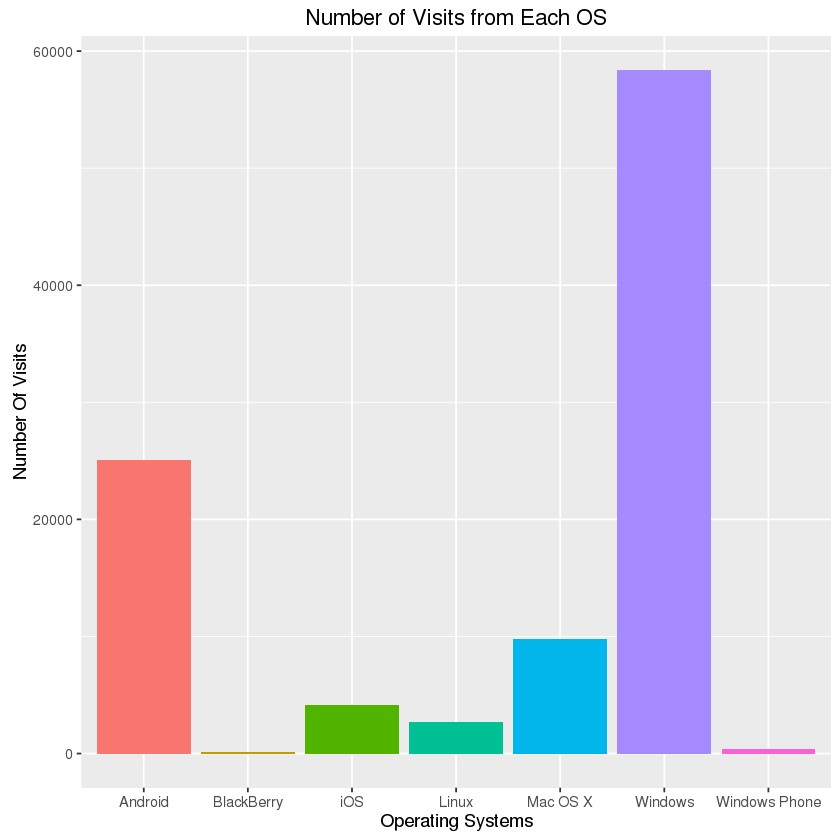 Number of Visits from Each OS
Number Of Visits
60000
40000
20000
0
Android BlackBerry iOS Linux Mac OS X Windows Windows Phone
Operating Systems